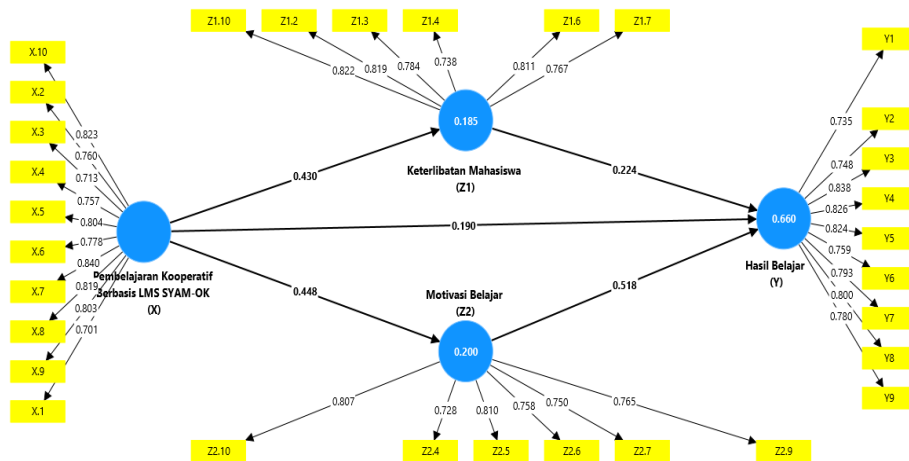 Z1.10
Z1.2
Z1.3
Z1.4
Z1.6
Z1.7
0.822
0.819
0.784
0.738
0.811
0.767
X.10
X.2
X.3
X.4
X.5
X.6
X.7
X.8
X.9
X.1
0.823
0.760
0.713
0.757
0.804
0.778
0.840
0.819
0.803
0.701
Pembelajaran Kooperatif
Berbasis LMS SYAM-OK
(X)
0.430
0.190
0.448
0.185
Keterlibatan Mahasiswa
(Z1)
0.224
0.518
Motivasi Belajar
(Z2)
0.200
0.660
Hasil Belajar
(Y)
0.735
0.748
0.838
0.826
0.824
0.759
0.793
0.800
0.780
Y1
Y2
Y3
Y4
Y5
Y6
Y7
Y8
Y9
0.807
0.728
0.810
0.758
0.750
0.765
Z2.10
Z2.4
Z2.5
Z2.6
Z2.7
Z2.9